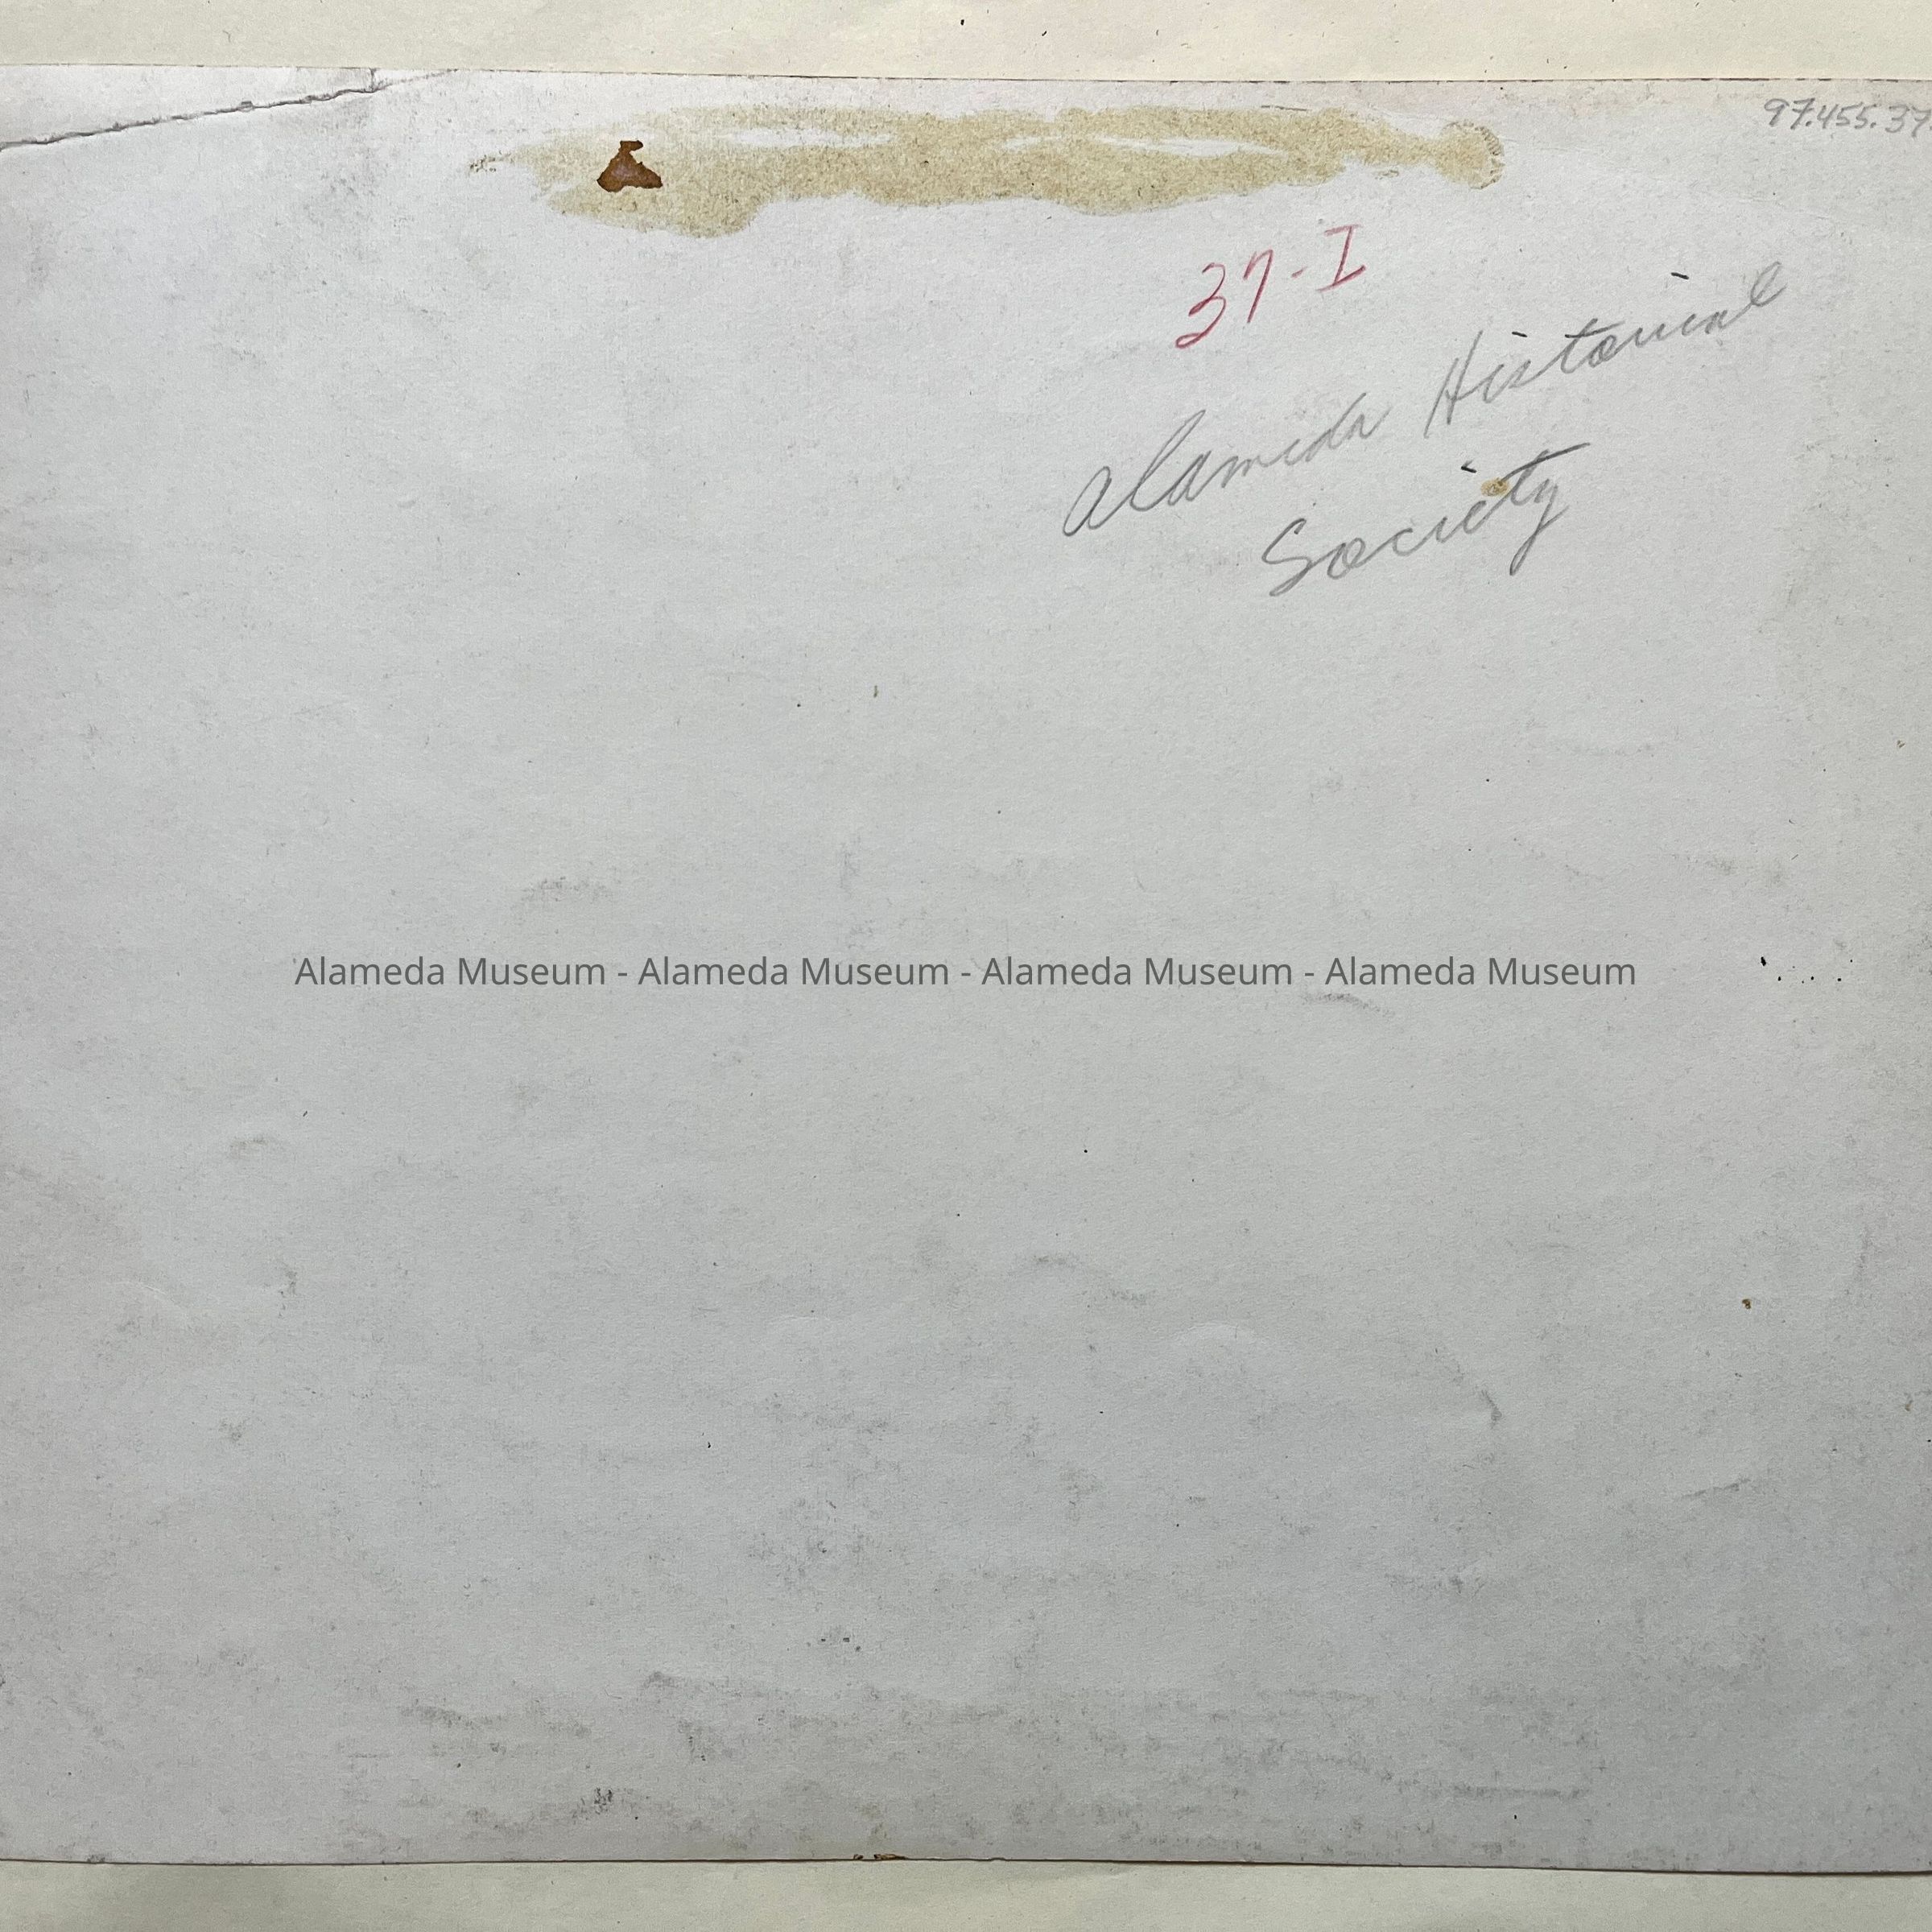 97.455.37
37-I
Alameda Historical
Society
Alameda Museum - Alameda Museum - Alameda Museum - Alameda Museum